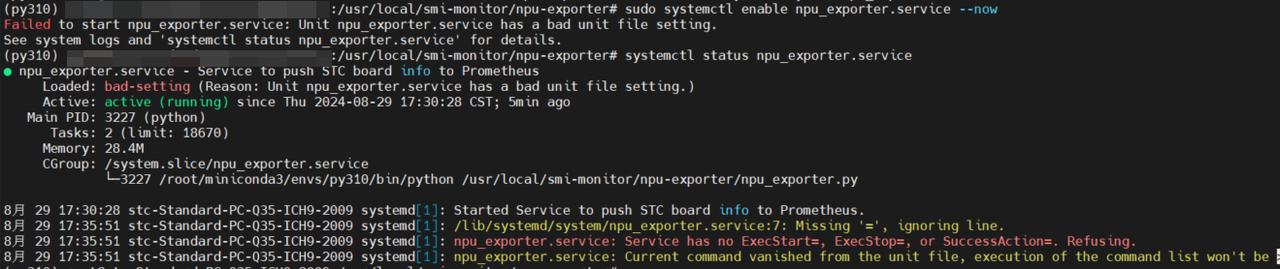 (py310) :/usr/local/smi-monitor/npu-exporter# sudo systemctl enable npu_exporter.service --now
Failed to start npu_exporter.service: Unit npu_exporter.service has a bad unit file setting.
See system logs and 'systemctl status npu_exporter.service' for details.
(py310) :/usr/local/smi-monitor/npu-exporter# systemctl status npu_exporter.service
● npu_exporter.service - Service to push STC board info to Prometheus
Loaded: bad-setting (Reason: Unit npu_exporter.service has a bad unit file setting.)
Active: active (running) since Thu 2024-08-29 17:30:28 CST; 5min ago
Main PID: 3227 (python)
Tasks: 2 (limit: 18670)
Memory: 28.4M
CGroup: /system.slice/npu_exporter.service
└─3227 /root/miniconda3/envs/py310/bin/python /usr/local/smi-monitor/npu-exporter/npu_exporter.py
8月 29 17:30:28 stc-Standard-PC-Q35-ICH9-2009 systemd[1]: Started Service to push STC board info to Prometheus.
8月 29 17:35:51 stc-Standard-PC-Q35-ICH9-2009 systemd[1]: /lib/systemd/system/npu_exporter.service:7: Missing '=', ignoring line.
8月 29 17:35:51 stc-Standard-PC-Q35-ICH9-2009 systemd[1]: npu_exporter.service: Service has no ExecStart=, ExecStop=, or SuccessAction=. Refusing.
8月 29 17:35:51 stc-Standard-PC-Q35-ICH9-2009 systemd[1]: npu_exporter.service: Current command vanished from the unit file, execution of the command list won't be